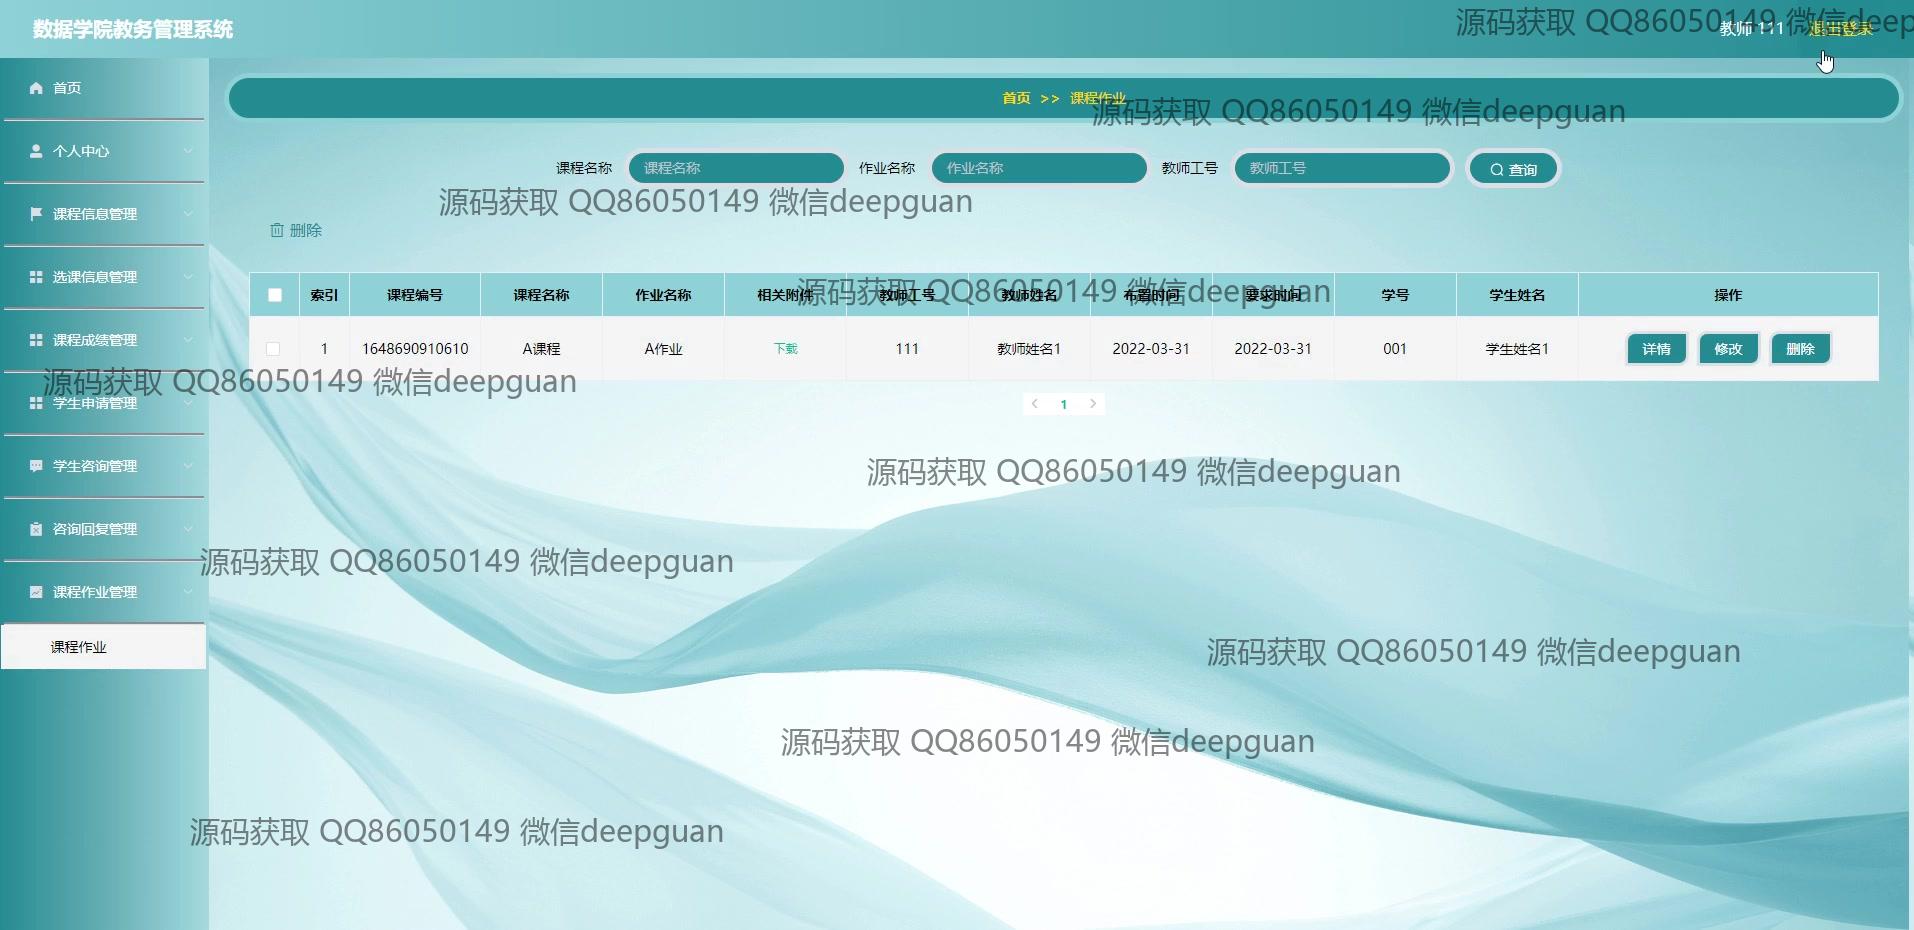 数据学院教务管理系统
源码获取 QQ86050149 微信deepguan
教师 111 退出登录
首页
首页 >> 课程作业
源码获取 QQ86050149 微信deepguan
个人中心
课程名称 课程名称 作业名称 作业名称 教师工号 教师工号 查询
源码获取 QQ86050149 微信deepguan
课程信息管理
删除
选课信息管理
源码获取 QQ86050149 微信deepguan
索引 课程编号 课程名称 作业名称 相关附件 教师工号 教师姓名 布置时间 要求时间 学号 学生姓名 操作
课程成绩管理
1 1648690910610 A课程 A作业 下载 111 教师姓名1 2022-03-31 2022-03-31 001 学生姓名1 详情 修改 删除
源码获取 QQ86050149 微信deepguan
学生申请管理
< 1 >
学生咨询管理
源码获取 QQ86050149 微信deepguan
咨询回复管理
源码获取 QQ86050149 微信deepguan
课程作业管理
课程作业
源码获取 QQ86050149 微信deepguan
源码获取 QQ86050149 微信deepguan
源码获取 QQ86050149 微信deepguan